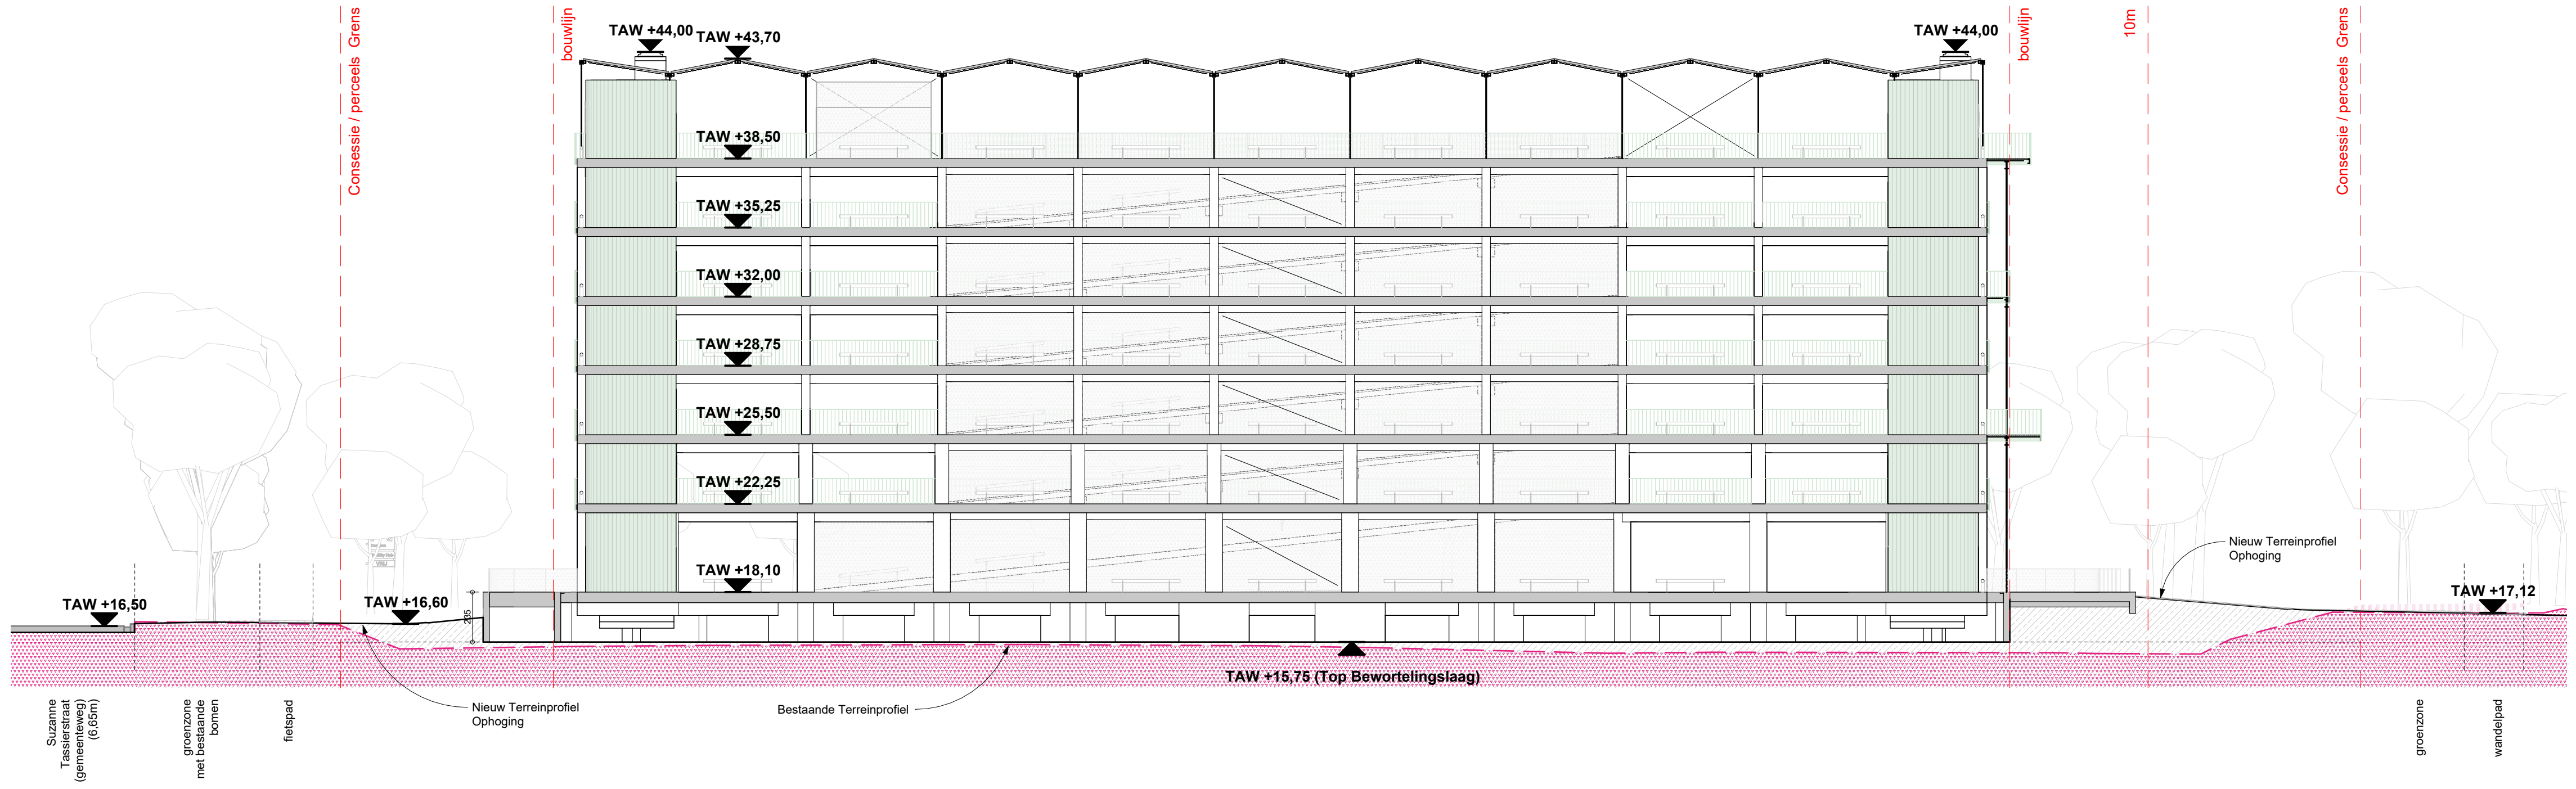 Consessie / perceels Grens
bouwlijn
TAW +44,00
TAW +43,70
TAW +44,00
bouwlijn
10m
Consessie / perceels Grens
TAW +38,50
TAW +35,25
TAW +32,00
TAW +28,75
TAW +25,50
TAW +22,25
TAW +18,10
Nieuw Terreinprofiel
Ophoging
TAW +16,50
TAW +16,60
235
TAW +17,12
TAW +15,75 (Top Bewortelingslaag)
Nieuw Terreinprofiel
Ophoging
Bestaande Terreinprofiel
Suzanne
Tassierstraat
(gemeenteweg)
(6,65m)
groenzone
met bestaande
bomen
fietspad
groenzone
wandelpad